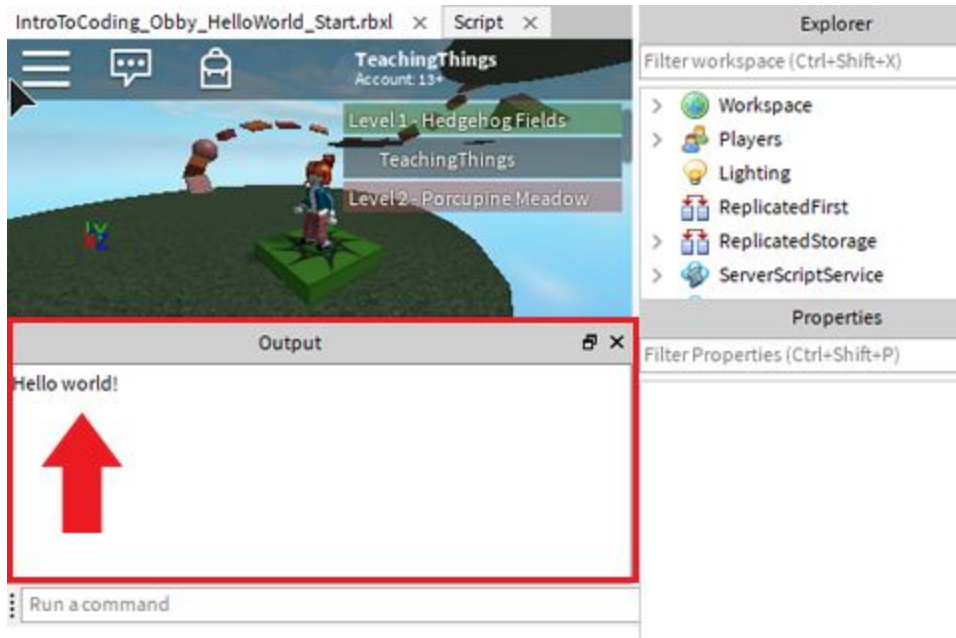 IntroToCoding_Obby_HelloWorld_Start.rbxl × Script ×
TeachingThings
Account: 13+
Level 1 - Hedgehog Fields
TeachingThings
Level 2 - Porcupine Meadow
Output
Hello world!
Run a command
Explorer
Filter workspace (Ctrl+Shift+X)
Workspace
Players
Lighting
ReplicatedFirst
ReplicatedStorage
ServerScriptService
Properties
Filter Properties (Ctrl+Shift+P)